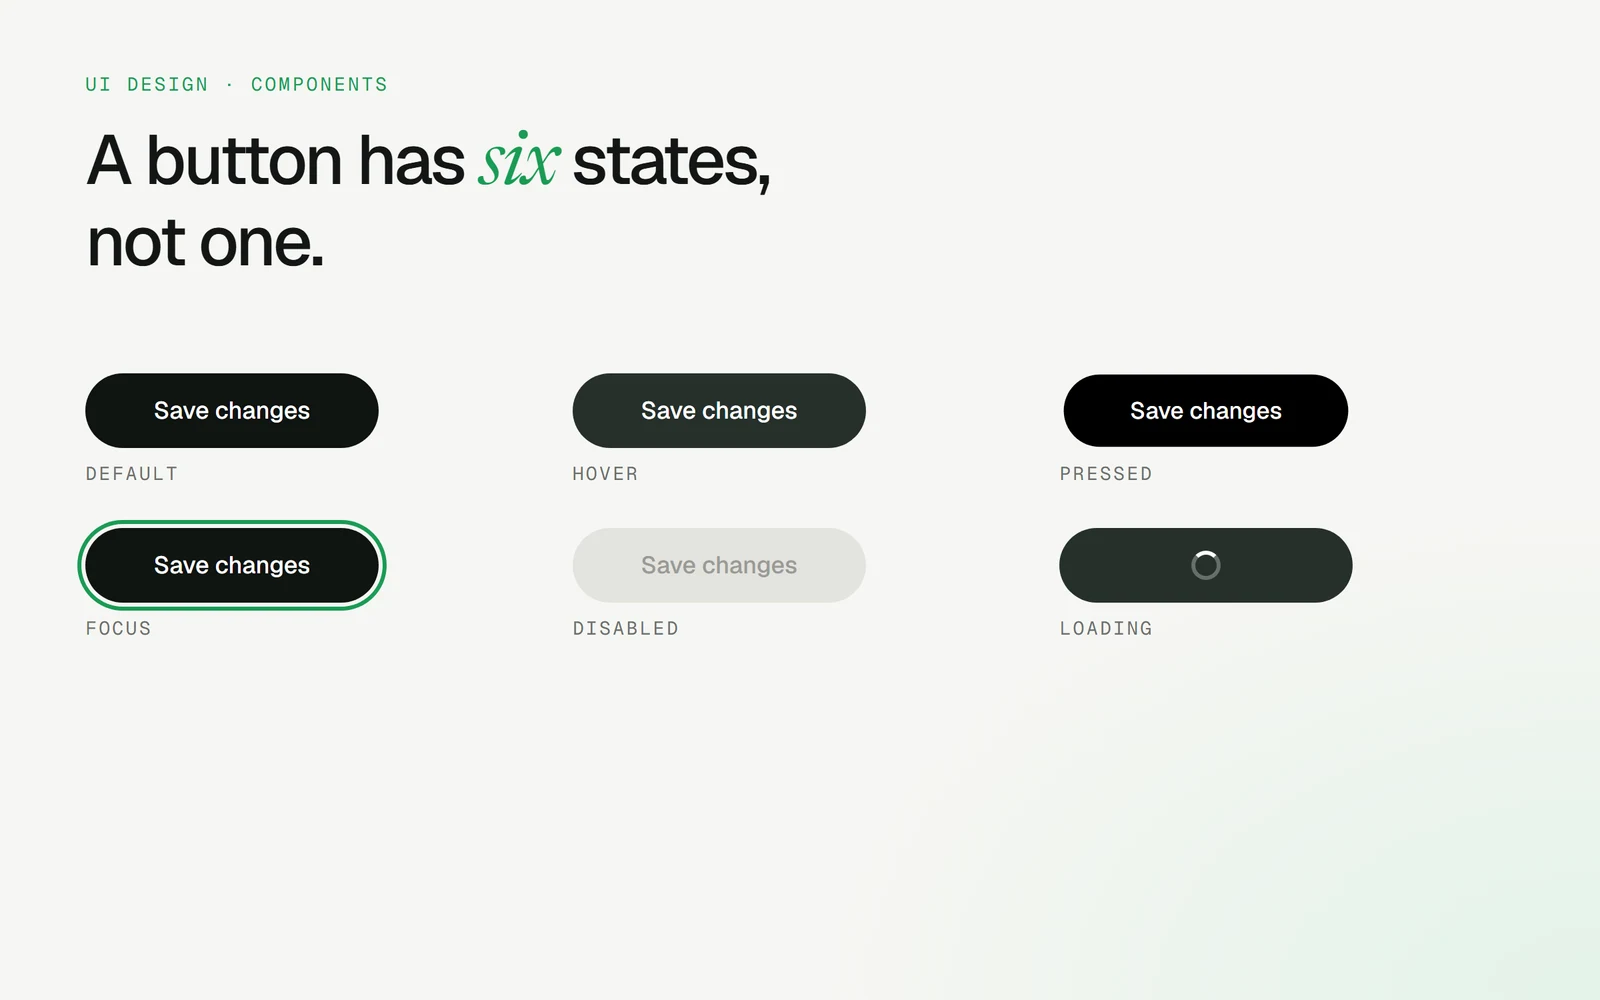 UI DESIGN · COMPONENTS
A button has six states,
not one.
Save changes
Save changes
Save changes
DEFAULT
HOVER
PRESSED
Save changes
Save changes
FOCUS
DISABLED
LOADING